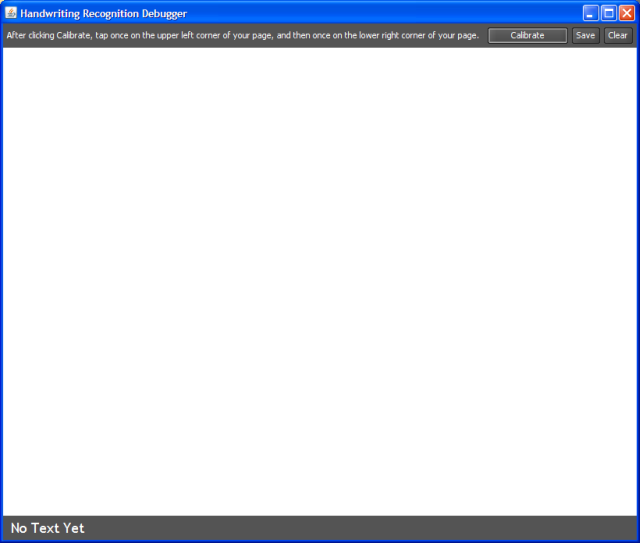 Handwriting Recognition Debugger
After clicking Calibrate, tap once on the upper left corner of your page, and then once on the lower right corner of your page. Calibrate Save Clear
No Text Yet